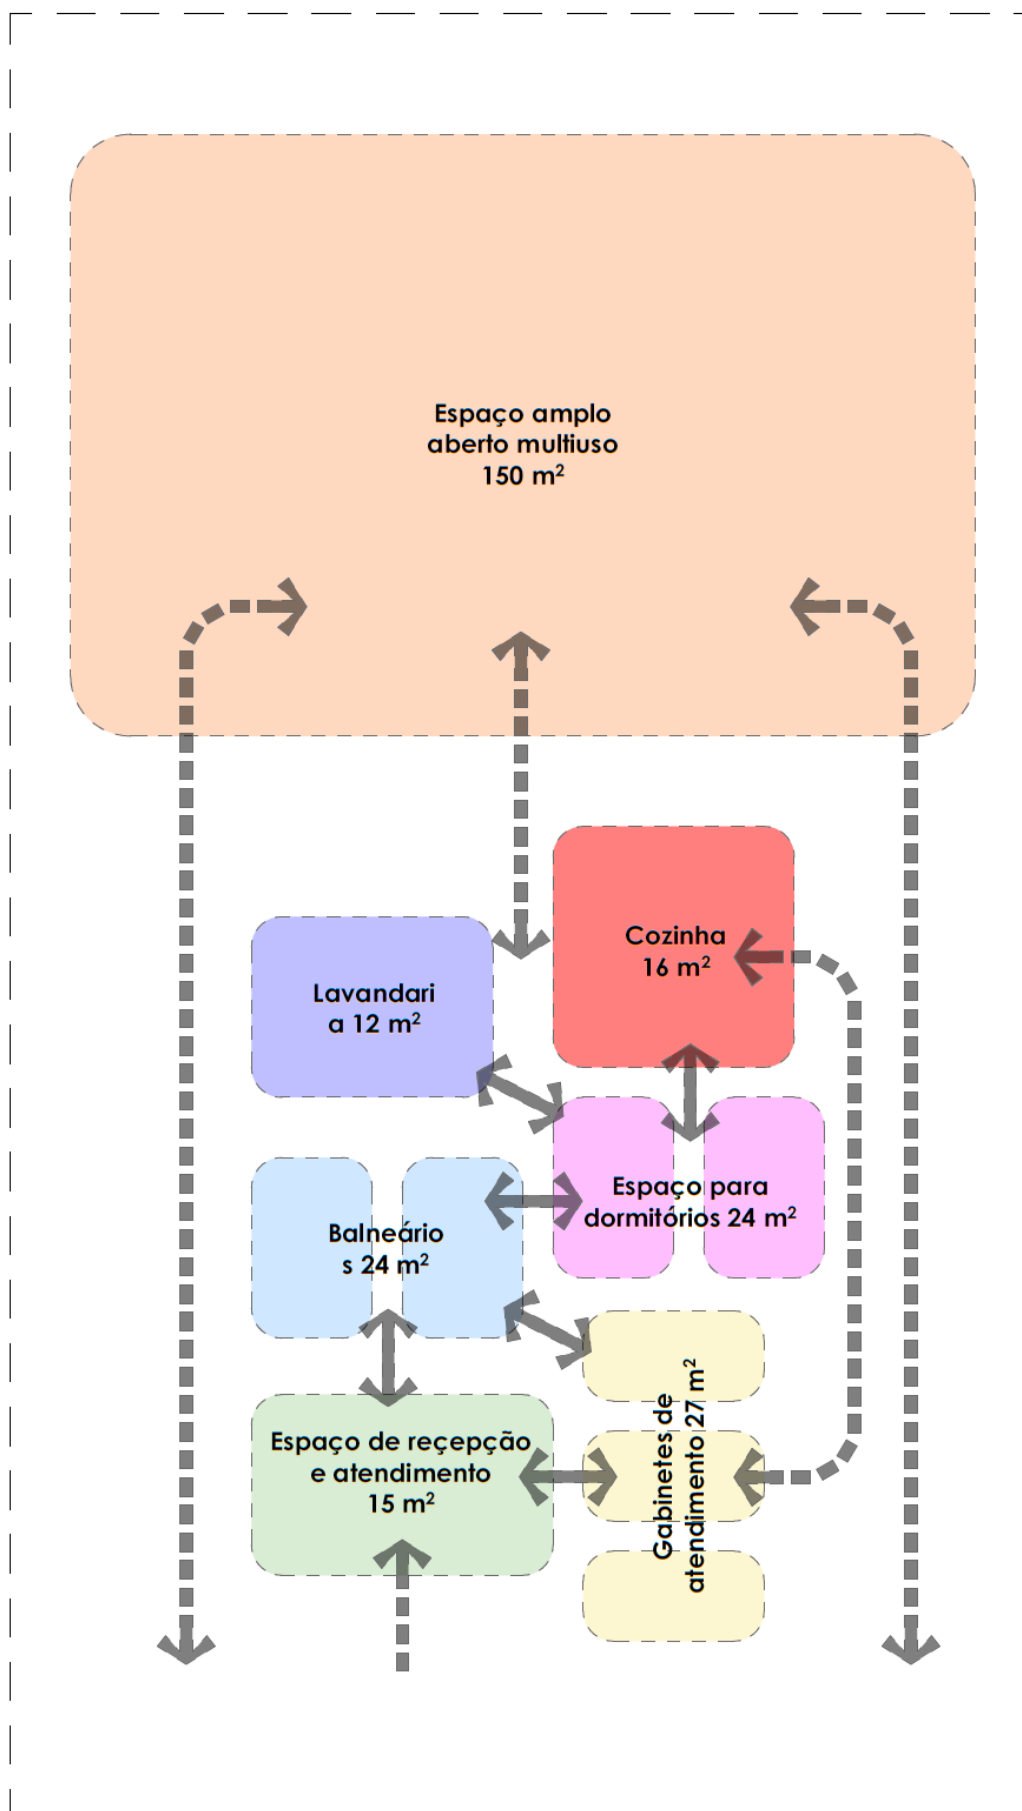 Espaço amplo
aberto multiuso
150 m²
Cozinha
16 m²
Lavandari
a 12 m²
Espaço para
dormitórios 24 m²
Balneário
s 24 m²
Gabinetes de
atendimento 27 m²
Espaço de reçepção
e atendimento
15 m²